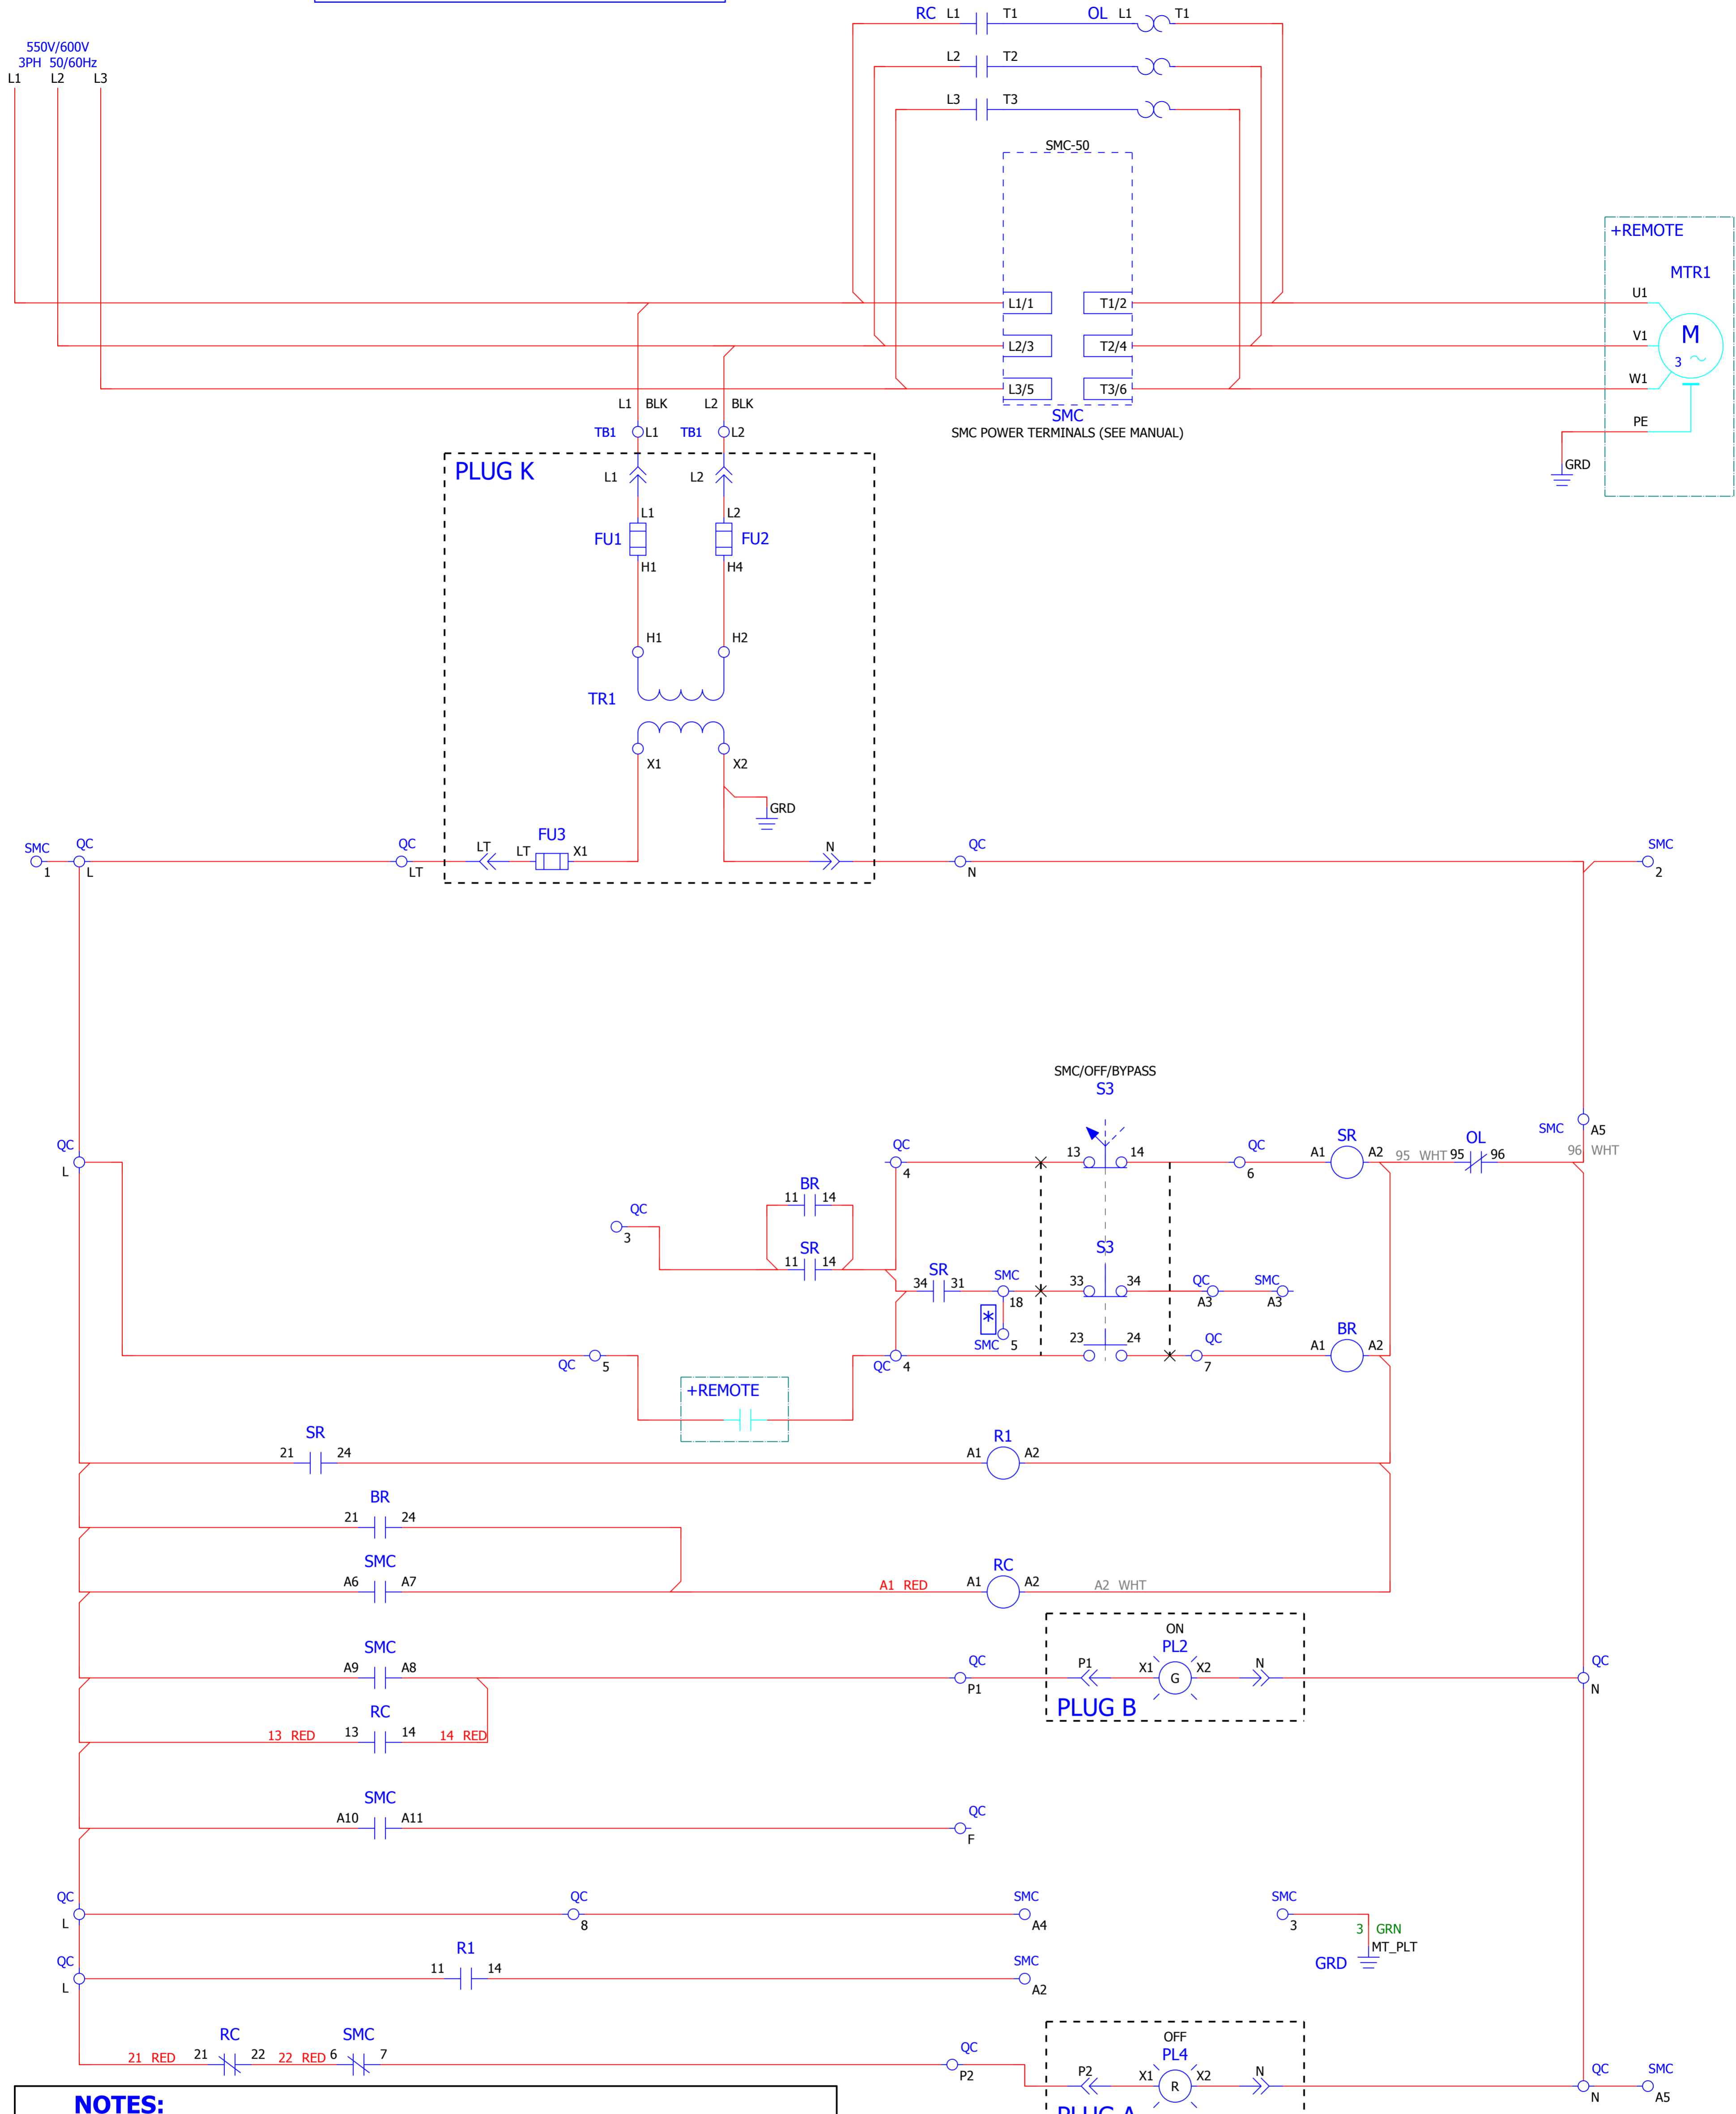 RC L1 T1 OL L1 T1
550V/600V
3PH 50/60Hz
L1 L2 L3
L2 T2
L3 T3
SMC-50
+REMOTE
MTR1
U1
L1/1 T1/2
V1
M
3
L2/3 T2/4
W1
L3/5 T3/6
L1 BLK L2 BLK
SMC
PE
TB1 L1 TB1 L2
SMC POWER TERMINALS (SEE MANUAL)
GRD
PLUG K
L1 L2
L1 L2
FU1 FU2
H1 H4
H1 H2
TR1
X1 X2
GRD
FU3
SMC QC QC LT LT X1 N QC SMC
1 L LT N 2
SMC/OFF/BYPASS
S3
SMC A5
QC QC 13 14 QC SR OL
L 4 6 A1 A2 95 WHT 95 96 96 WHT
BR
11 14
QC
3
SR S3
11 14
SR
34 31 SMC 33 34 QC SMC
18 A3 A3
*
SMC 5 23 24 QC BR
A1 A2
QC 5 QC 4 7
+REMOTE
SR R1
21 24 A1 A2
BR
21 24
SMC RC
A6 A7 A1 RED A1 A2 A2 WHT
ON
SMC PL2
A9 A8 QC P1 X1 G X2 N QC
P1 N
PLUG B
RC
13 RED 13 14 14 RED
SMC
A10 A11 QC
F
QC QC SMC SMC
L 8 A4 3
3 GRN
MT_PLT
GRD
R1
QC 11 14 SMC
L A2
OFF
RC SMC PL4
21 RED 21 22 22 RED 6 7 QC
P2 P2 X1 R X2 N QC SMC
N A5
NOTES:
PLUG A